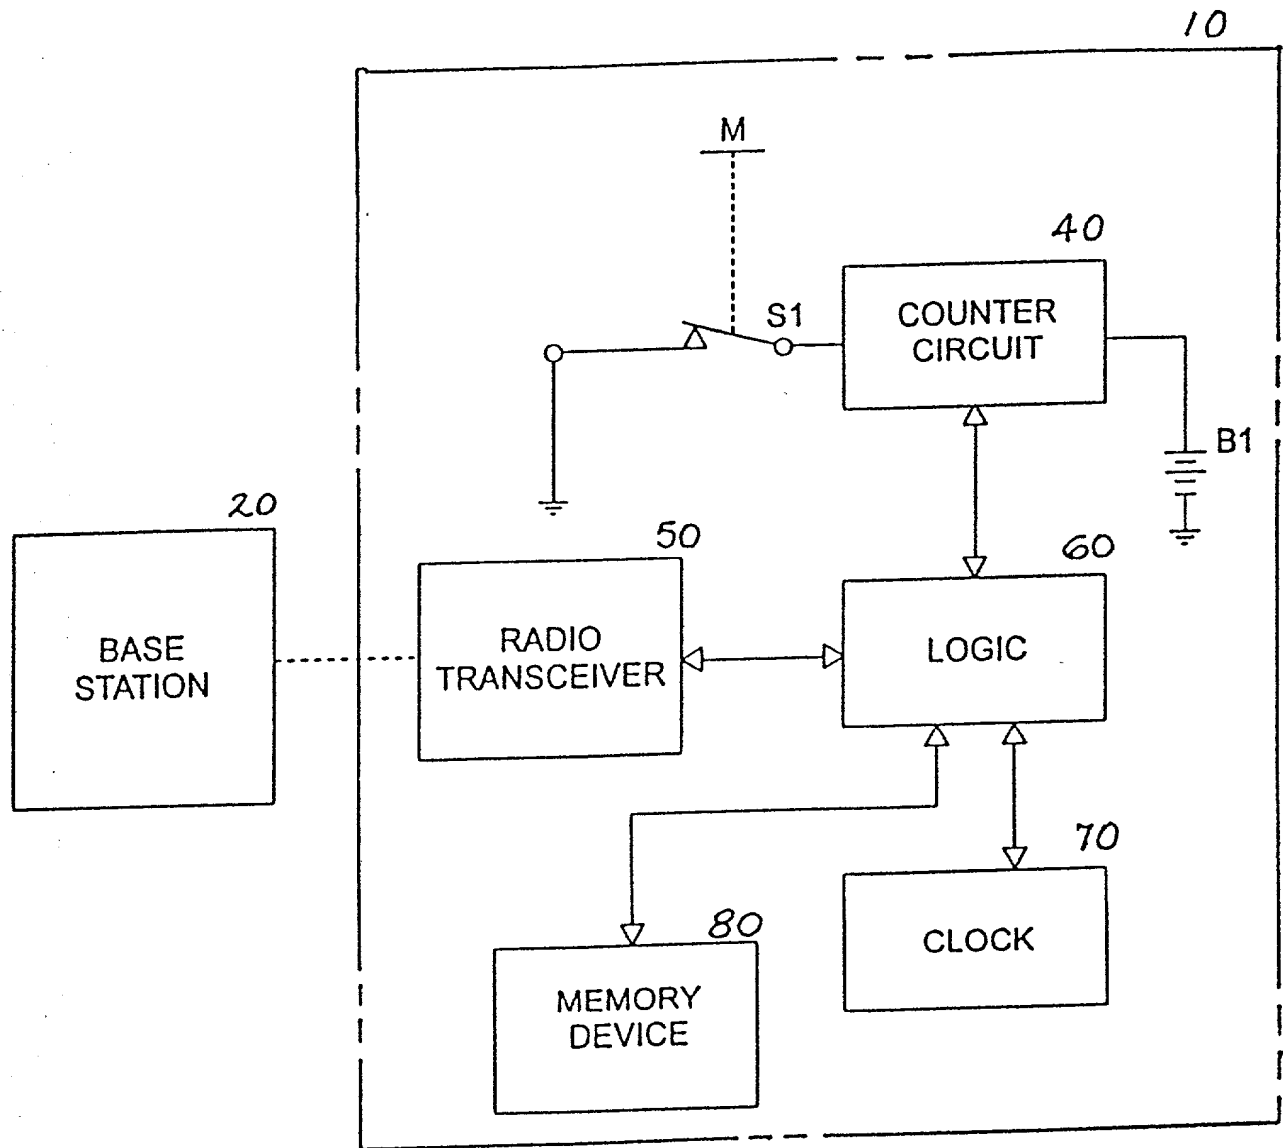 10
M
40
S1
COUNTER
CIRCUIT
B1
20
50
60
BASE
STATION
RADIO
TRANSCEIVER
LOGIC
70
80
CLOCK
MEMORY
DEVICE